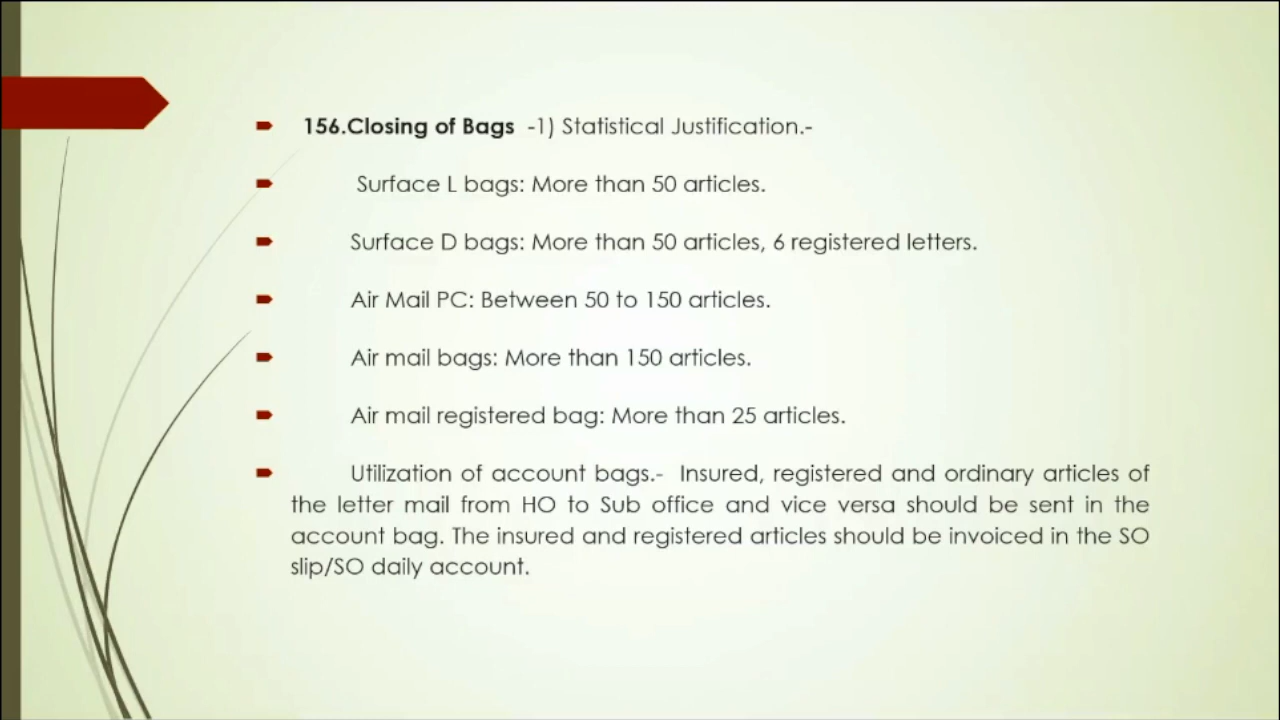 156.Closing of Bags -1) Statistical Justification.-
Surface L bags: More than 50 articles.
Surface D bags: More than 50 articles, 6 registered letters.
Air Mail PC: Between 50 to 150 articles.
Air mail bags: More than 150 articles.
Air mail registered bag: More than 25 articles.
Utilization of account bags.- Insured, registered and ordinary articles of
the letter mail from HO to Sub office and vice versa should be sent in the
account bag. The insured and registered articles should be invoiced in the SO
slip/SO daily account.